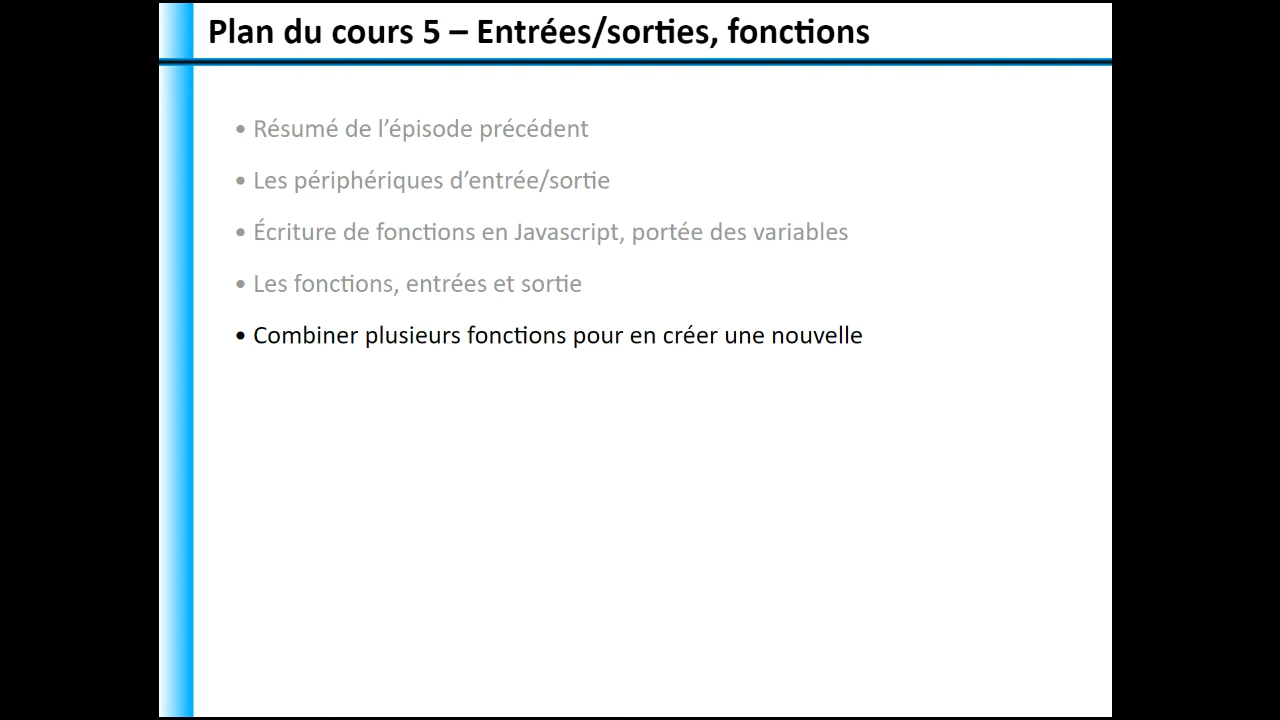 Plan du cours 5 – Entrées/sorties, fonctions
• Résumé de l’épisode précédent
• Les périphériques d’entrée/sortie
• Écriture de fonctions en Javascript, portée des variables
• Les fonctions, entrées et sortie
• Combiner plusieurs fonctions pour en créer une nouvelle